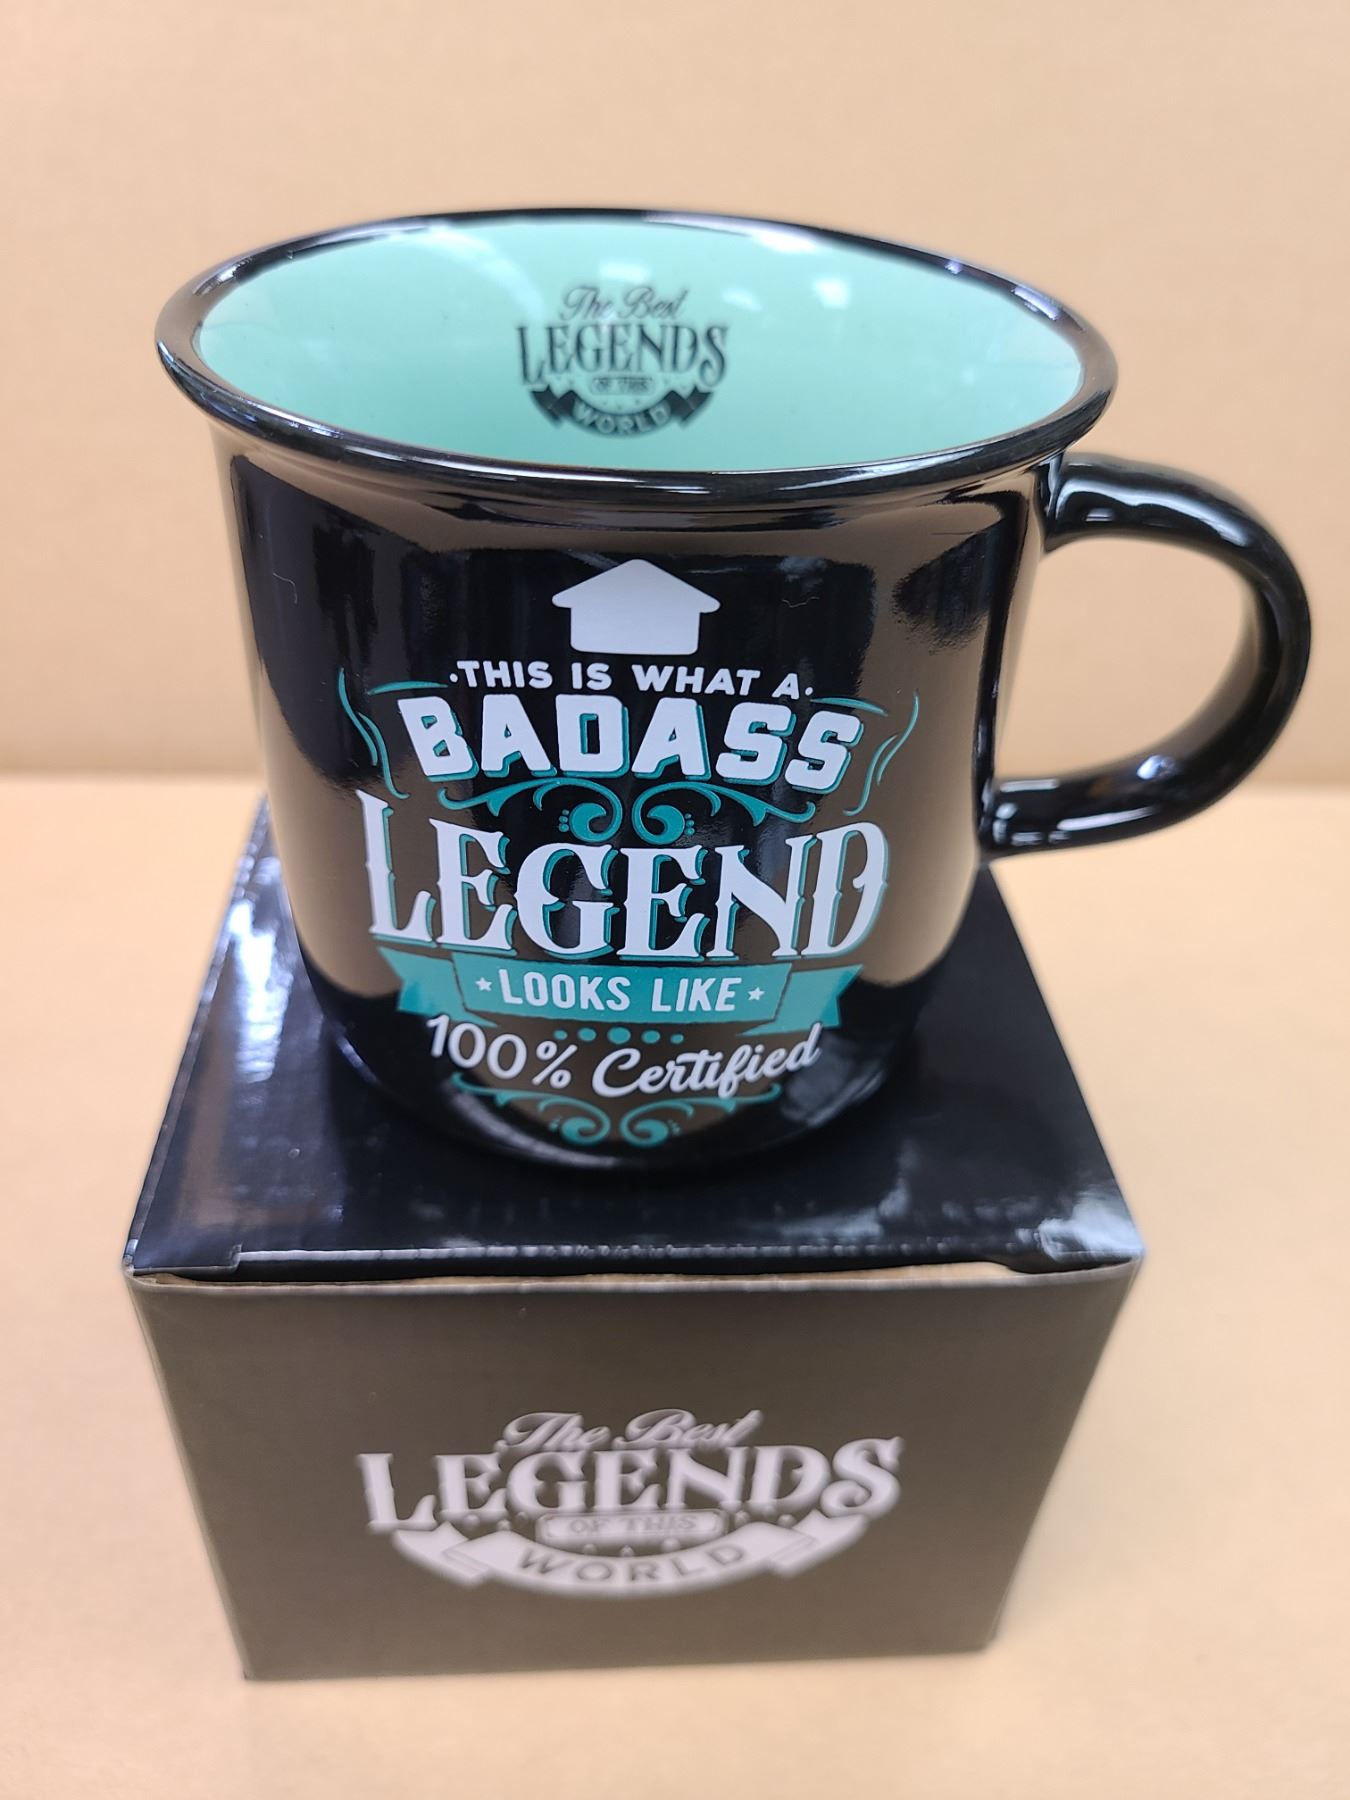 The Best
LEGENDS
OF THIS
WORLD
·THIS IS WHAT A·
BADASS
LEGEND
LOOKS LIKE
100% Certified
The Best
LEGENDS
OF THIS
WORLD